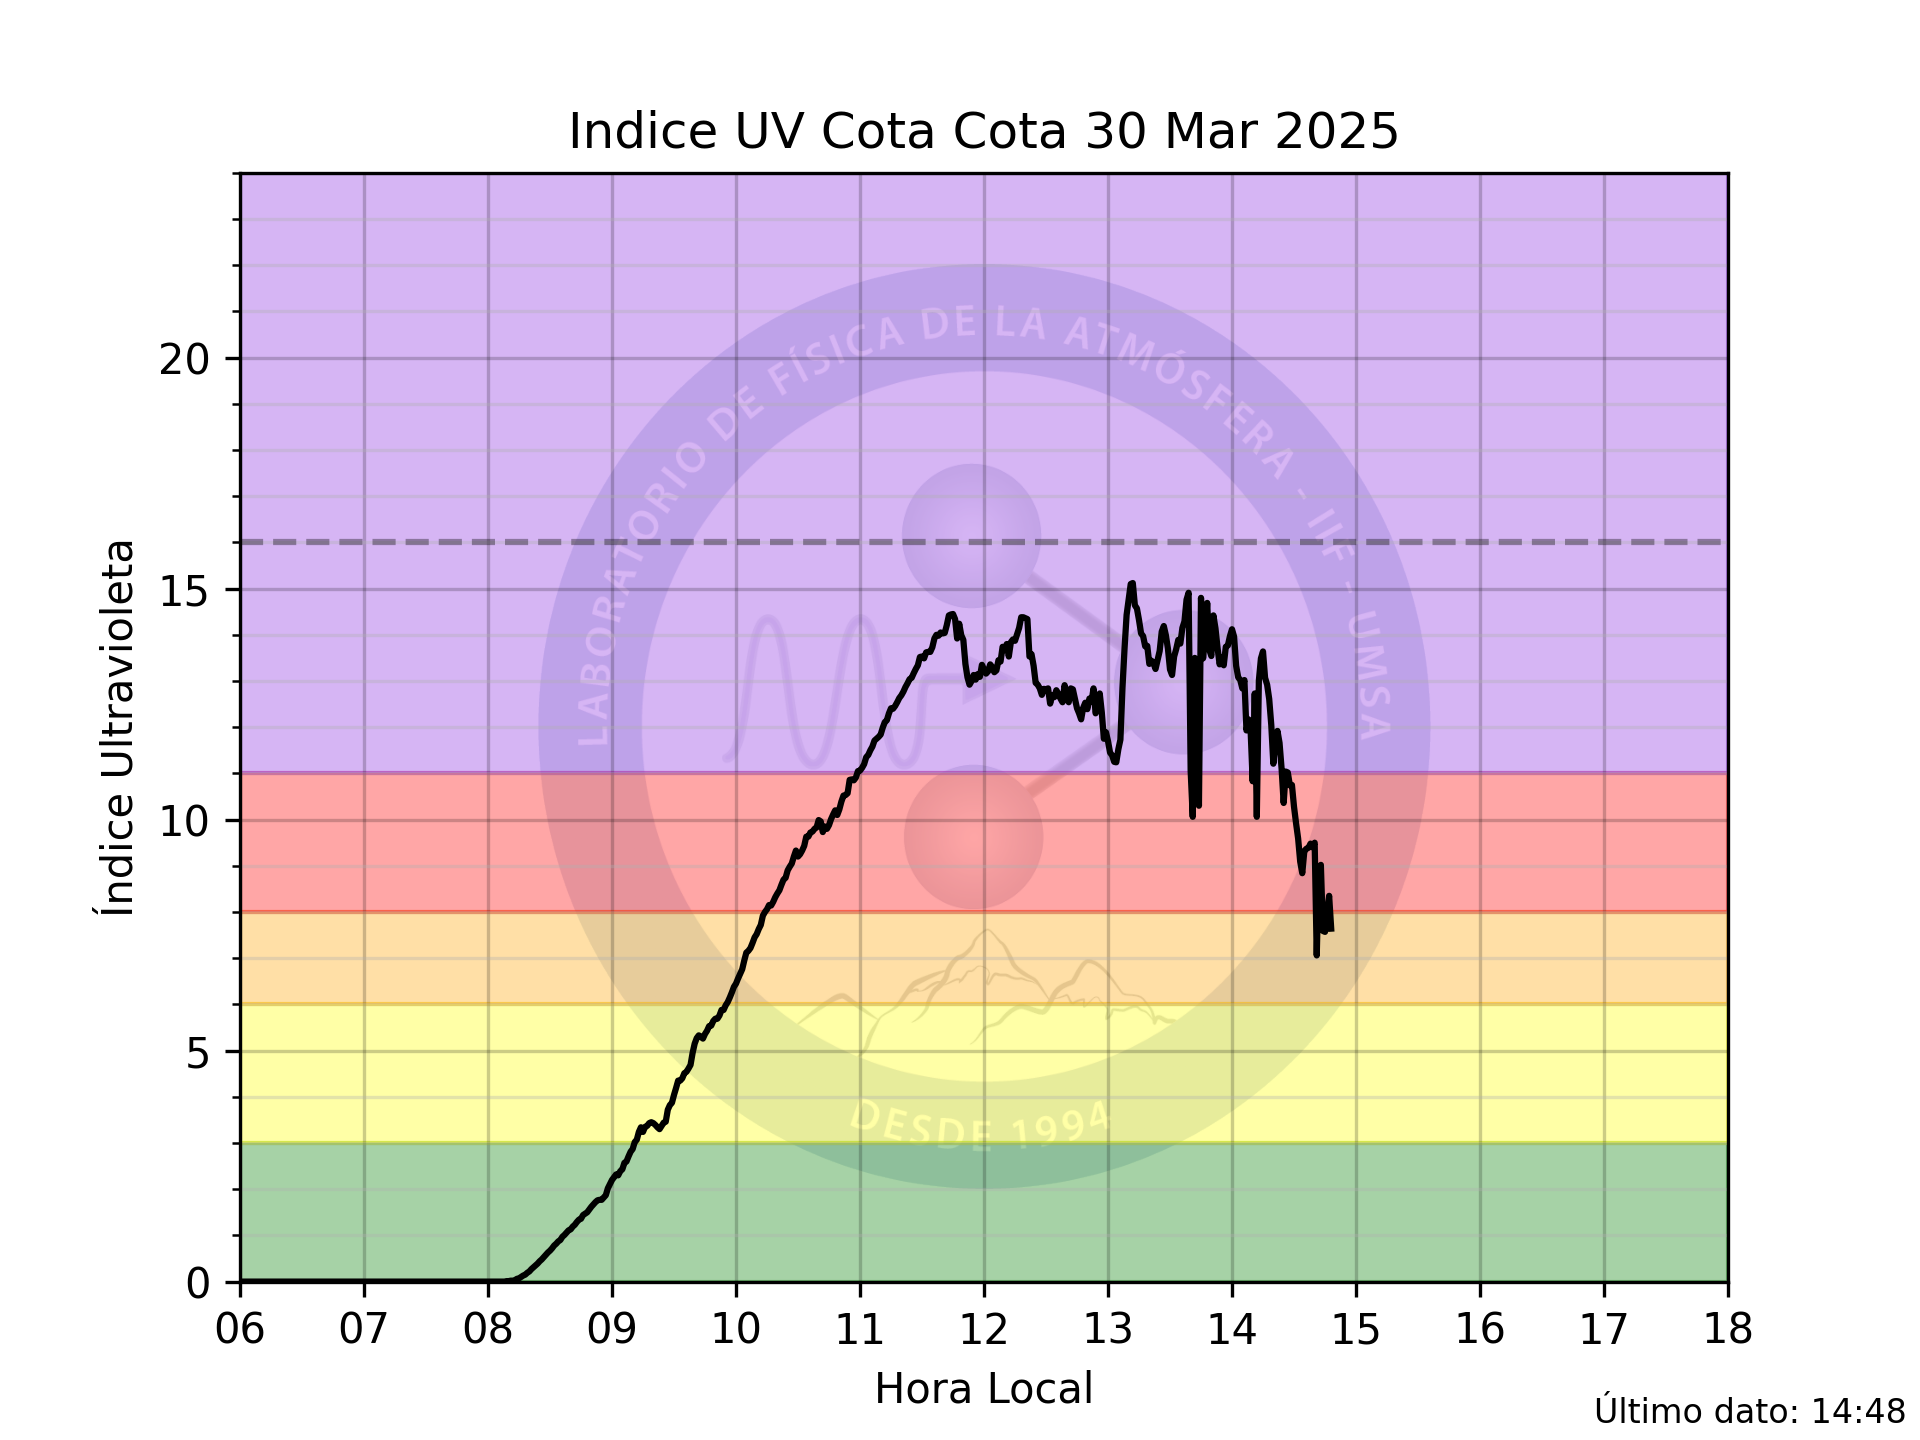 Indice UV Cota Cota 30 Mar 2025
LABORATORIO DE FÍSICA DE LA ATMÓSFERA - IIF - UMSA
DESDE 1994
Índice Ultravioleta
20
15
10
5
0
06 07 08 09 10 11 12 13 14 15 16 17 18
Hora Local
Último dato: 14:48